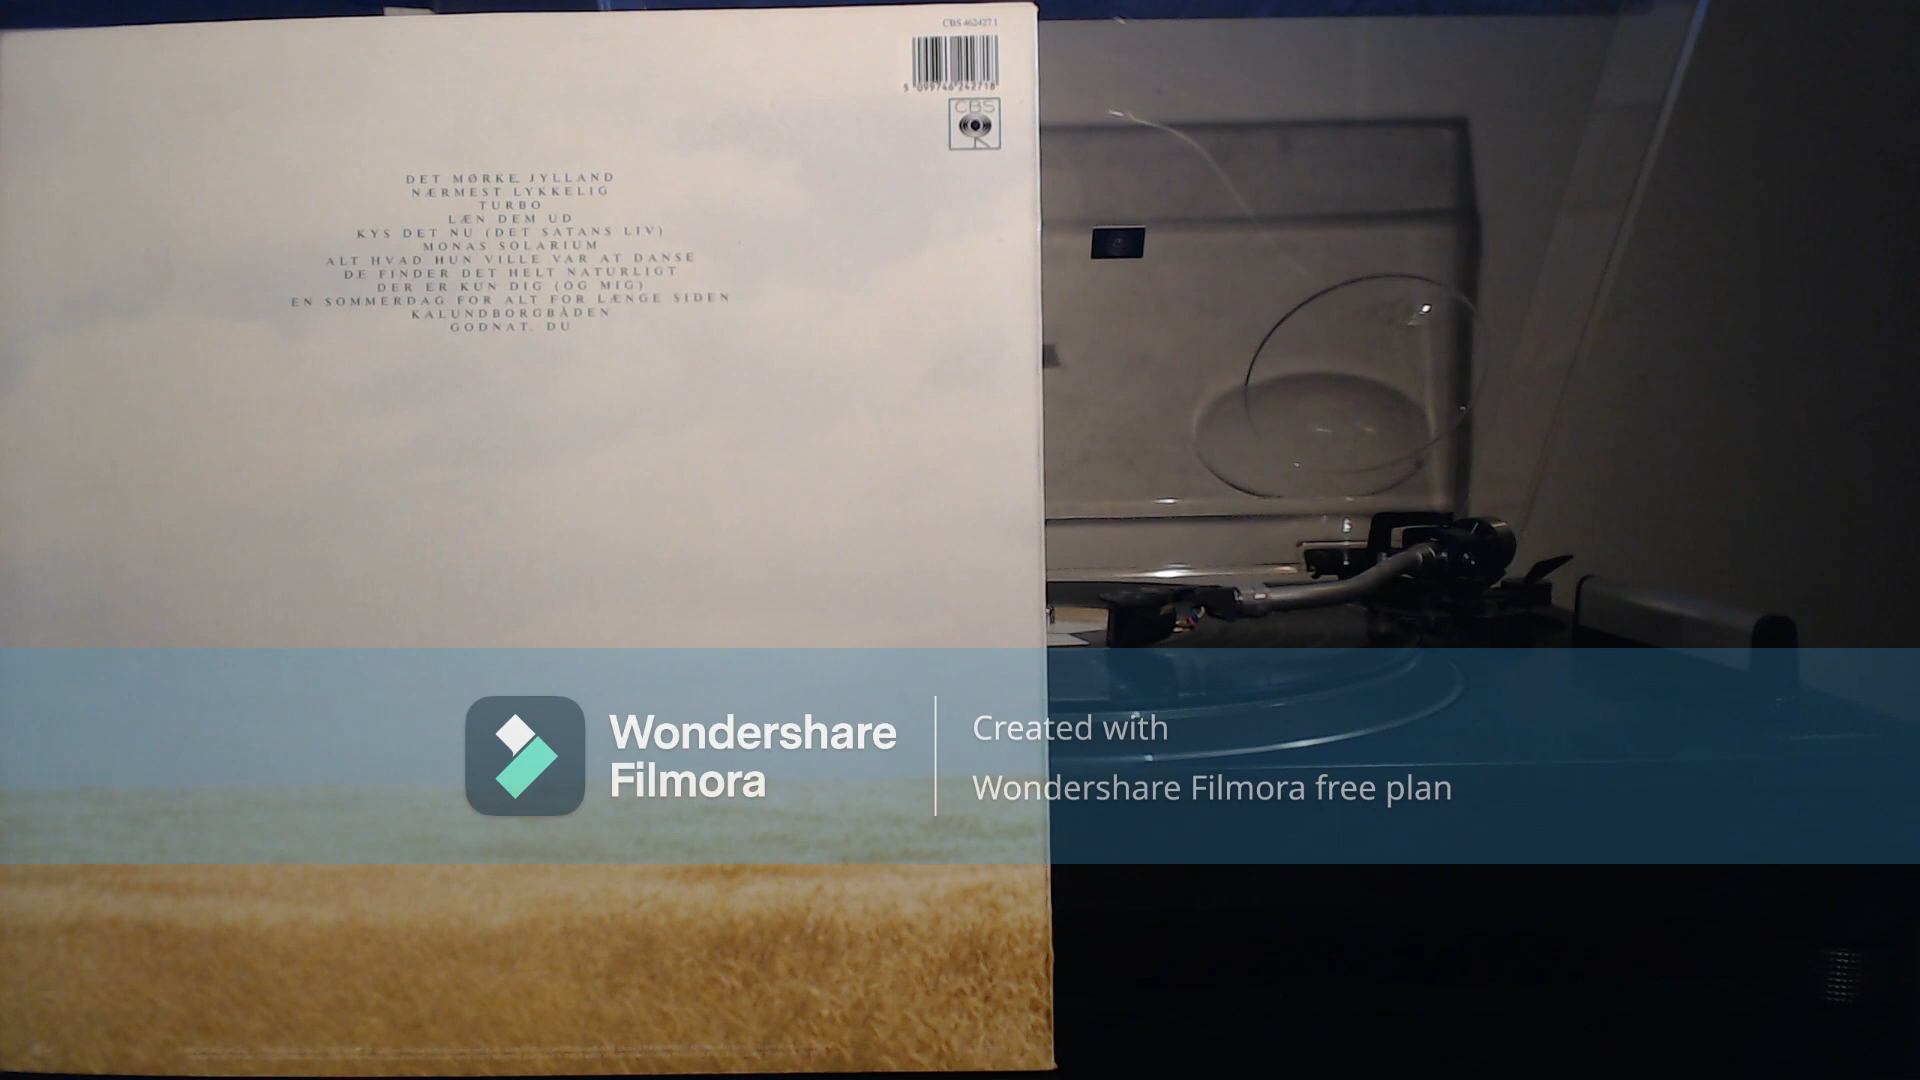 CBS 462427 1
5 099746 242718
CBS
DET MØRKE JYLLAND
NÆRMEST LYKKELIG
TURBO
LÆN DEM UD
KYS DET NU (DET SATANS LIV)
MONAS SOLARIUM
ALT HVAD HUN VILLE VAR AT DANSE
DE FINDER DET HELT NATURLIGT
DER ER KUN DIG (OG MIG)
EN SOMMERDAG FOR ALT FOR LÆNGE SIDEN
KALUNDBORGBÅDEN
GODNAT, DU
Wondershare
Filmora
Created with
Wondershare Filmora free plan